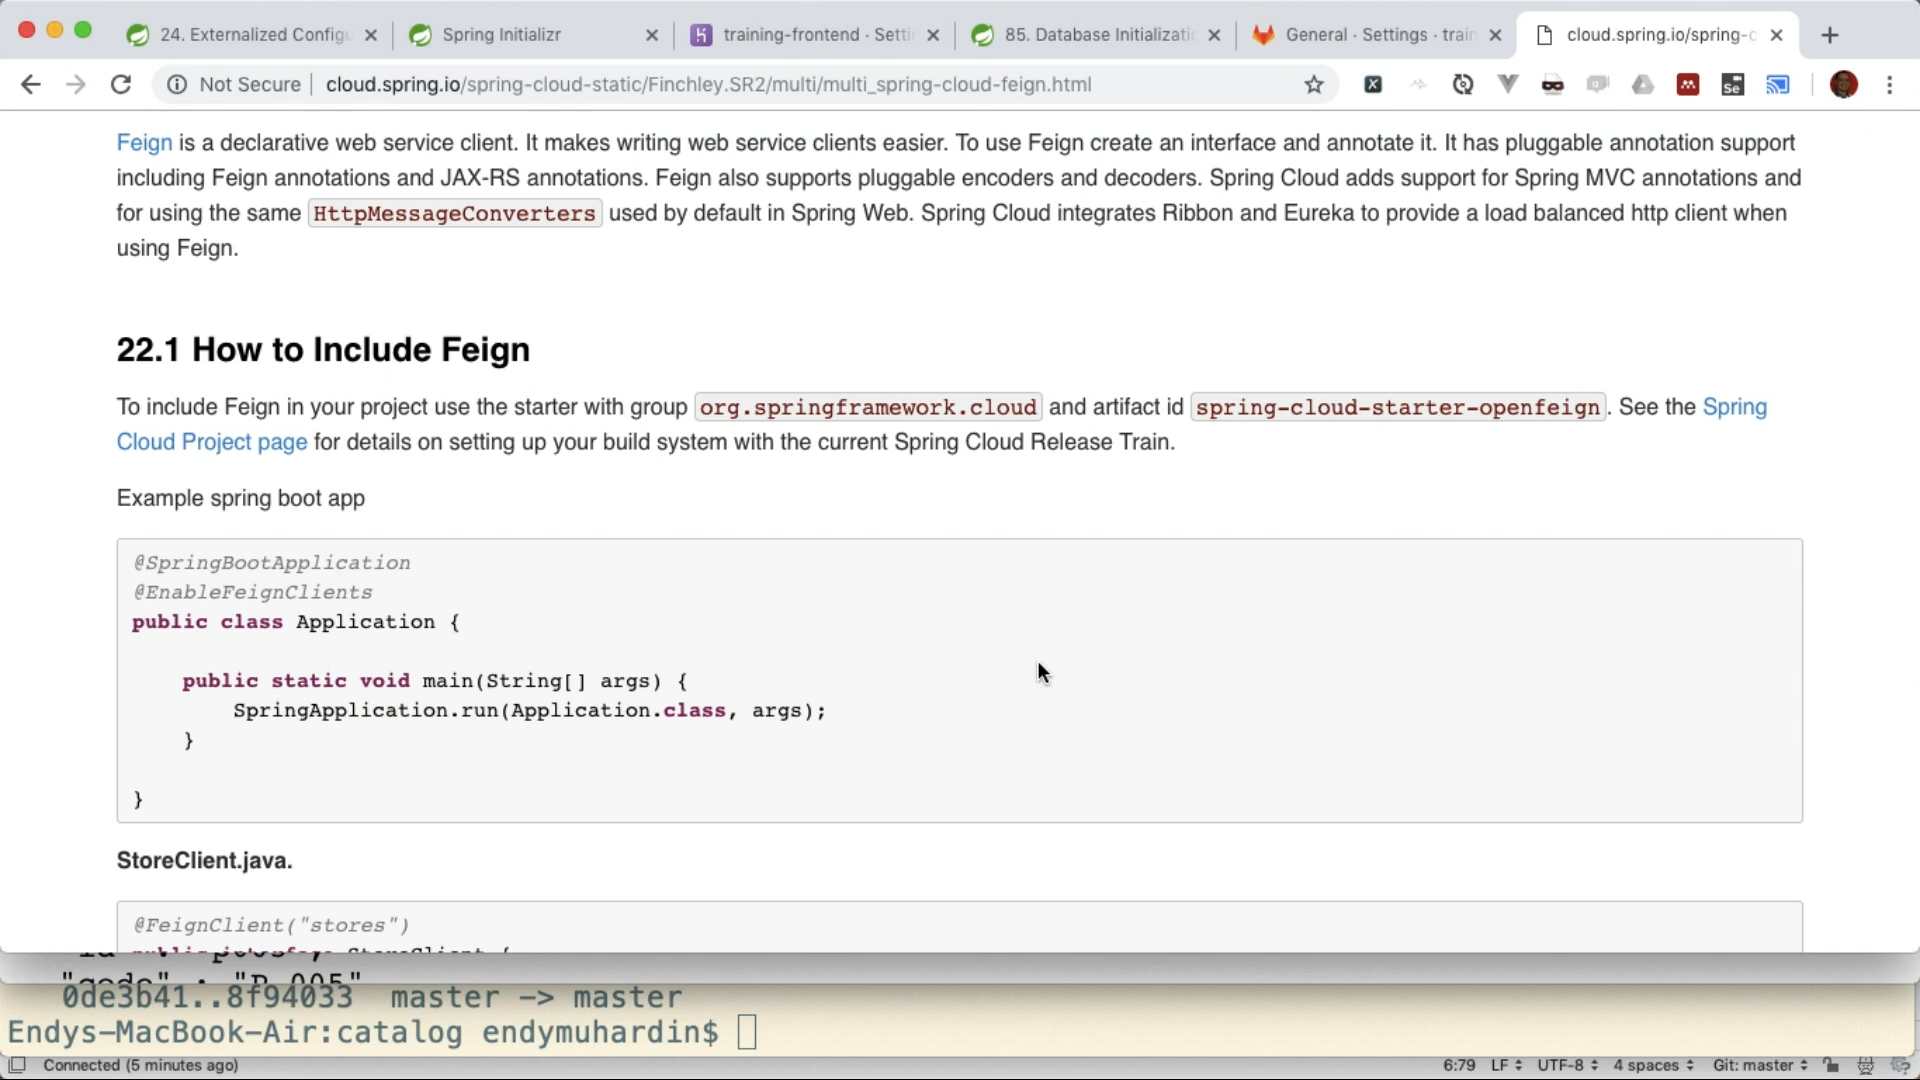 24. Externalized Configu
Spring Initializr
training-frontend · Setti
85. Database Initializati
General · Settings · train
cloud.spring.io/spring-c
Not Secure
cloud.spring.io/spring-cloud-static/Finchley.SR2/multi/multi_spring-cloud-feign.html
Feign is a declarative web service client. It makes writing web service clients easier. To use Feign create an interface and annotate it. It has pluggable annotation support
including Feign annotations and JAX-RS annotations. Feign also supports pluggable encoders and decoders. Spring Cloud adds support for Spring MVC annotations and
for using the same HttpMessageConverters used by default in Spring Web. Spring Cloud integrates Ribbon and Eureka to provide a load balanced http client when
using Feign.
22.1 How to Include Feign
To include Feign in your project use the starter with group org.springframework.cloud and artifact id spring-cloud-starter-openfeign. See the Spring
Cloud Project page for details on setting up your build system with the current Spring Cloud Release Train.
Example spring boot app
@SpringBootApplication
@EnableFeignClients
public class Application {
public static void main(String[] args) {
SpringApplication.run(Application.class, args);
}
}
StoreClient.java.
@FeignClient("stores")
public interface StoreClient {
"code" : "P-005"
0de3b41..8f94033 master -> master
Endys-MacBook-Air:catalog endymuhardin$
Connected (5 minutes ago)
6:79 LF UTF-8 4 spaces Git: master